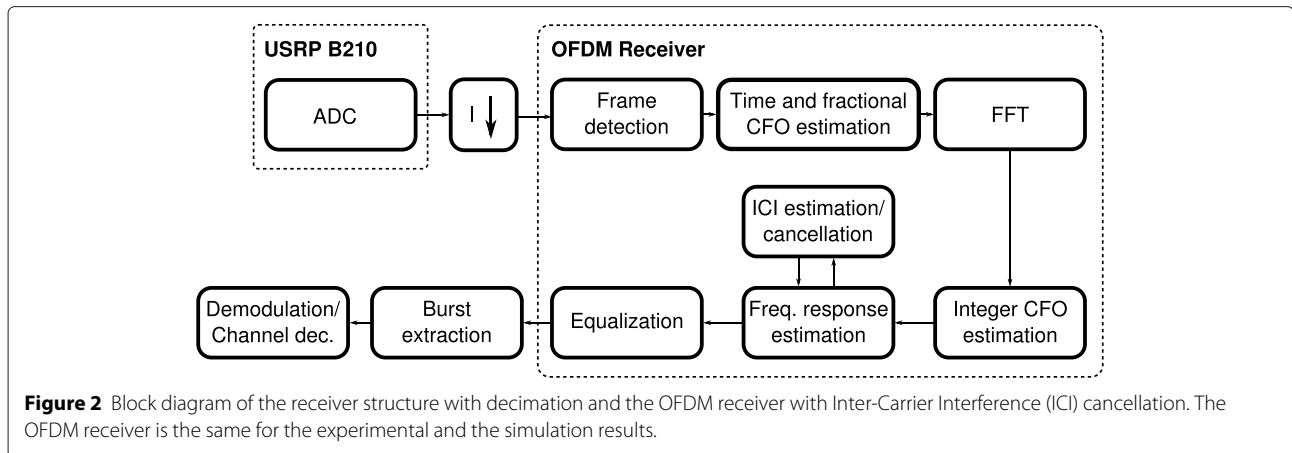 USRP B210
OFDM Receiver
ADC
I
Frame
detection
Time and fractional
CFO estimation
FFT
ICI estimation/
cancellation
Demodulation/
Channel dec.
Burst
extraction
Equalization
Freq. response
estimation
Integer CFO
estimation
Figure 2 Block diagram of the receiver structure with decimation and the OFDM receiver with Inter-Carrier Interference (ICI) cancellation. The
OFDM receiver is the same for the experimental and the simulation results.